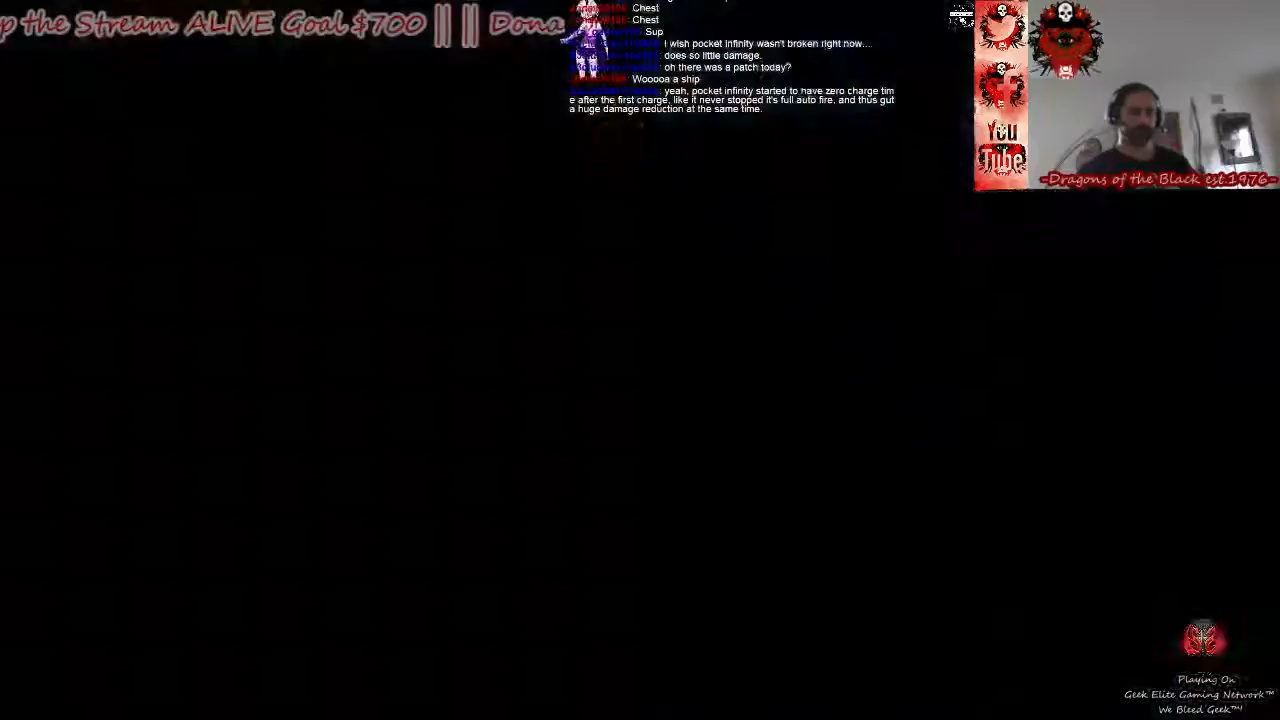 p the Stream ALIVE Goal $700 || Dona
Chest
Chest
Sup
I wish pocket infinity wasn't broken right now...
does so little damage.
oh there was a patch today?
Wooooa a ship
yeah, pocket infinity started to have zero charge tim
e after the first charge, like it never stopped it's full auto fire, and thus gut
a huge damage reduction at the same time.
You
Tube
-Dragons of the Black est.1976-
Playing On
Geek Elite Gaming Network™
We Bleed Geek™!